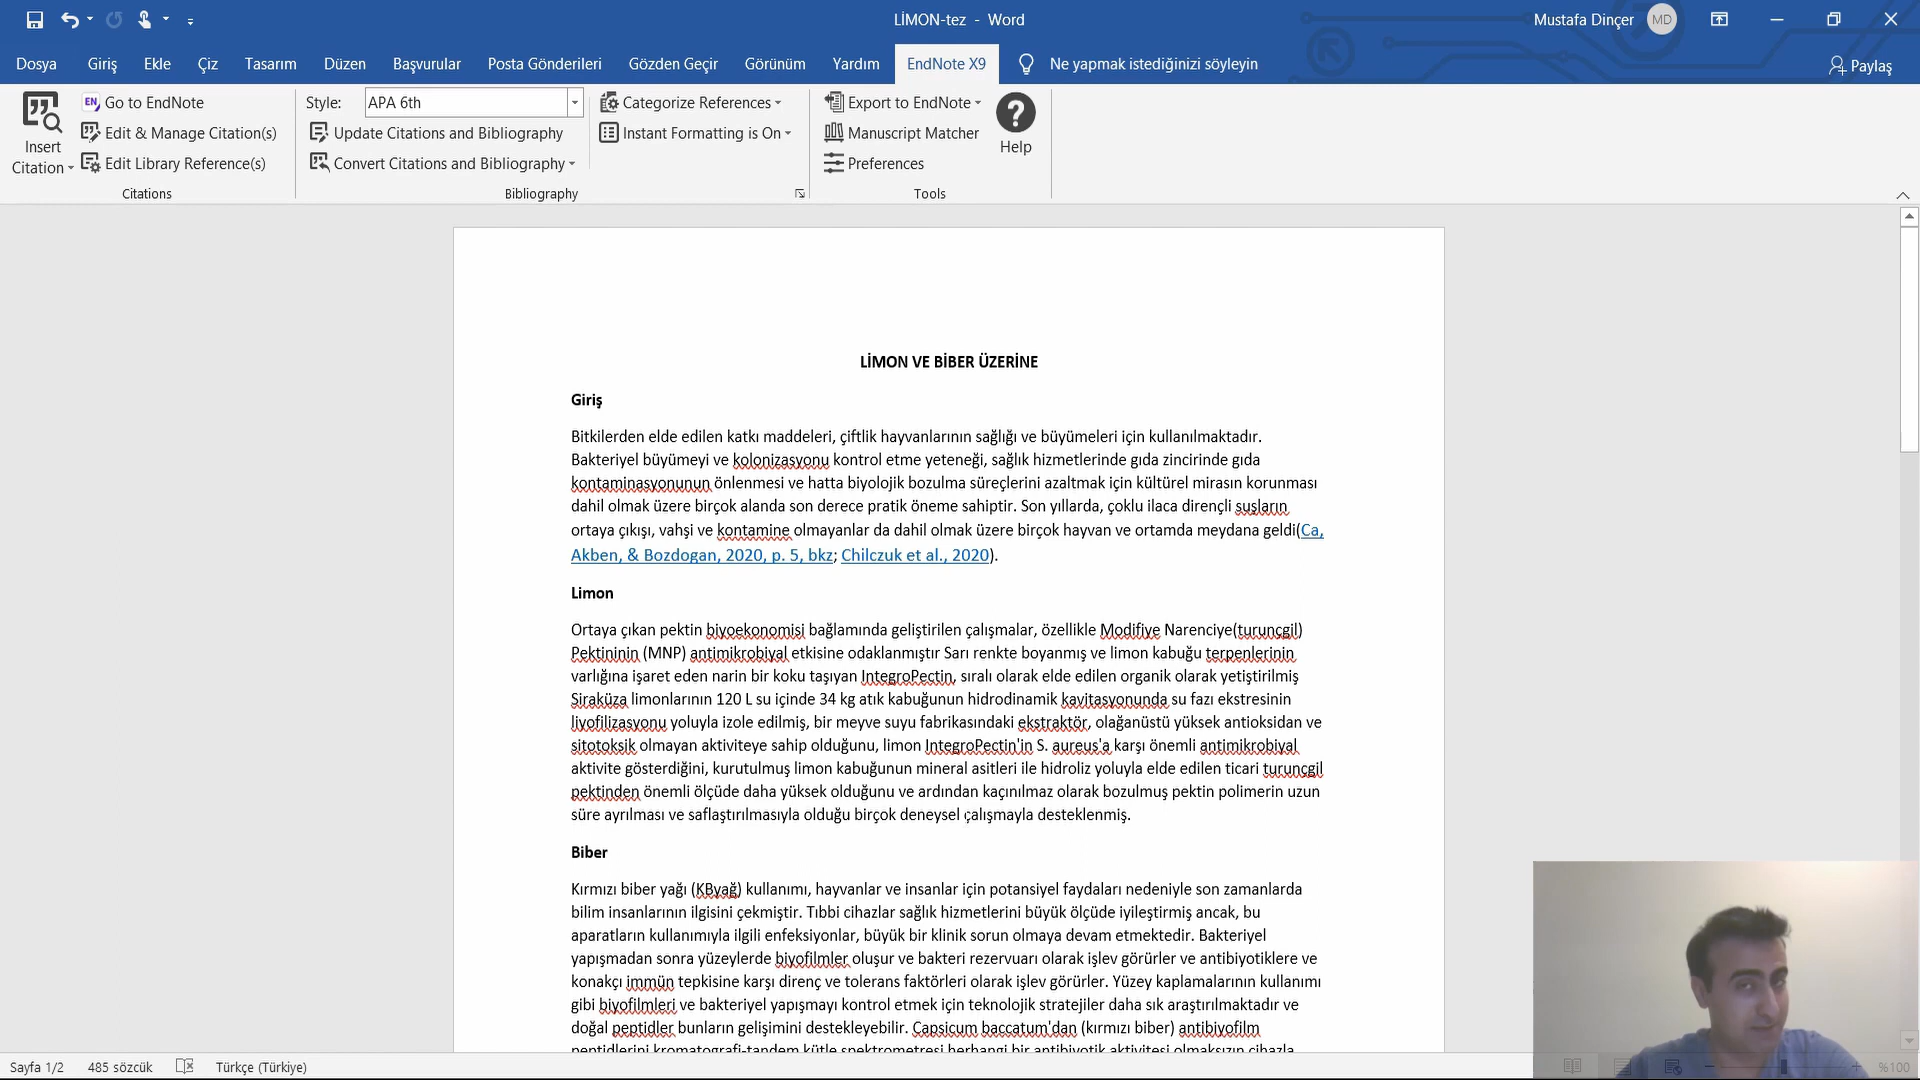 LİMON-tez - Word
Mustafa Dinçer MD
Dosya Giriş Ekle Çiz Tasarım Düzen Başvurular Posta Gönderileri Gözden Geçir Görünüm Yardım EndNote X9 Ne yapmak istediğinizi söyleyin Paylaş
Insert Citation
EN Go to EndNote
Edit & Manage Citation(s)
Edit Library Reference(s)
Citations
Style: APA 6th
Update Citations and Bibliography
Convert Citations and Bibliography
Categorize References
Instant Formatting is On
Bibliography
Export to EndNote
Manuscript Matcher
Preferences
Help
Tools
LİMON VE BİBER ÜZERİNE
Giriş
Bitkilerden elde edilen katkı maddeleri, çiftlik hayvanlarının sağlığı ve büyümeleri için kullanılmaktadır.
Bakteriyel büyümeyi ve kolonizasyonu kontrol etme yeteneği, sağlık hizmetlerinde gıda zincirinde gıda
kontaminasyonunun önlenmesi ve hatta biyolojik bozulma süreçlerini azaltmak için kültürel mirasın korunması
dahil olmak üzere birçok alanda son derece pratik öneme sahiptir. Son yıllarda, çoklu ilaca dirençli suşların
ortaya çıkışı, vahşi ve kontamine olmayanlar da dahil olmak üzere birçok hayvan ve ortamda meydana geldi(Ca,
Akben, & Bozdogan, 2020, p. 5, bkz; Chilczuk et al., 2020).
Limon
Ortaya çıkan pektin biyoekonomisi bağlamında geliştirilen çalışmalar, özellikle Modifiye Narenciye(turunçgil)
Pektininin (MNP) antimikrobiyal etkisine odaklanmıştır Sarı renkte boyanmış ve limon kabuğu terpenlerinin
varlığına işaret eden narin bir koku taşıyan IntegroPectin, sıralı olarak elde edilen organik olarak yetiştirilmiş
Siraküza limonlarının 120 L su içinde 34 kg atık kabuğunun hidrodinamik kavitasyonunda su fazı ekstresinin
liyofilizasyonu yoluyla izole edilmiş, bir meyve suyu fabrikasındaki ekstraktör, olağanüstü yüksek antioksidan ve
sitotoksik olmayan aktiviteye sahip olduğunu, limon IntegroPectin'in S. aureus'a karşı önemli antimikrobiyal
aktivite gösterdiğini, kurutulmuş limon kabuğunun mineral asitleri ile hidroliz yoluyla elde edilen ticari turunçgil
pektinden önemli ölçüde daha yüksek olduğunu ve ardından kaçınılmaz olarak bozulmuş pektin polimerin uzun
süre ayrılması ve saflaştırılmasıyla olduğu birçok deneysel çalışmayla desteklenmiş.
Biber
Kırmızı biber yağı (KByağ) kullanımı, hayvanlar ve insanlar için potansiyel faydaları nedeniyle son zamanlarda
bilim insanlarının ilgisini çekmiştir. Tıbbi cihazlar sağlık hizmetlerini büyük ölçüde iyileştirmiş ancak, bu
aparatların kullanımıyla ilgili enfeksiyonlar, büyük bir klinik sorun olmaya devam etmektedir. Bakteriyel
yapışmadan sonra yüzeylerde biyofilmler oluşur ve bakteri rezervuarı olarak işlev görürler ve antibiyotiklere ve
konakçı immün tepkisine karşı direnç ve tolerans faktörleri olarak işlev görürler. Yüzey kaplamalarının kullanımı
gibi biyofilmleri ve bakteriyel yapışmayı kontrol etmek için teknolojik stratejiler daha sık araştırılmaktadır ve
doğal peptidler bunların gelişimini destekleyebilir. Capsicum baccatum'dan (kırmızı biber) antibiyofilm
peptidlerini kromatografi-tandem kütle spektrometresi herhangi bir antibiyotik aktivitesi olmaksızın cihazla
Sayfa 1/2 485 sözcük Türkçe (Türkiye) %100